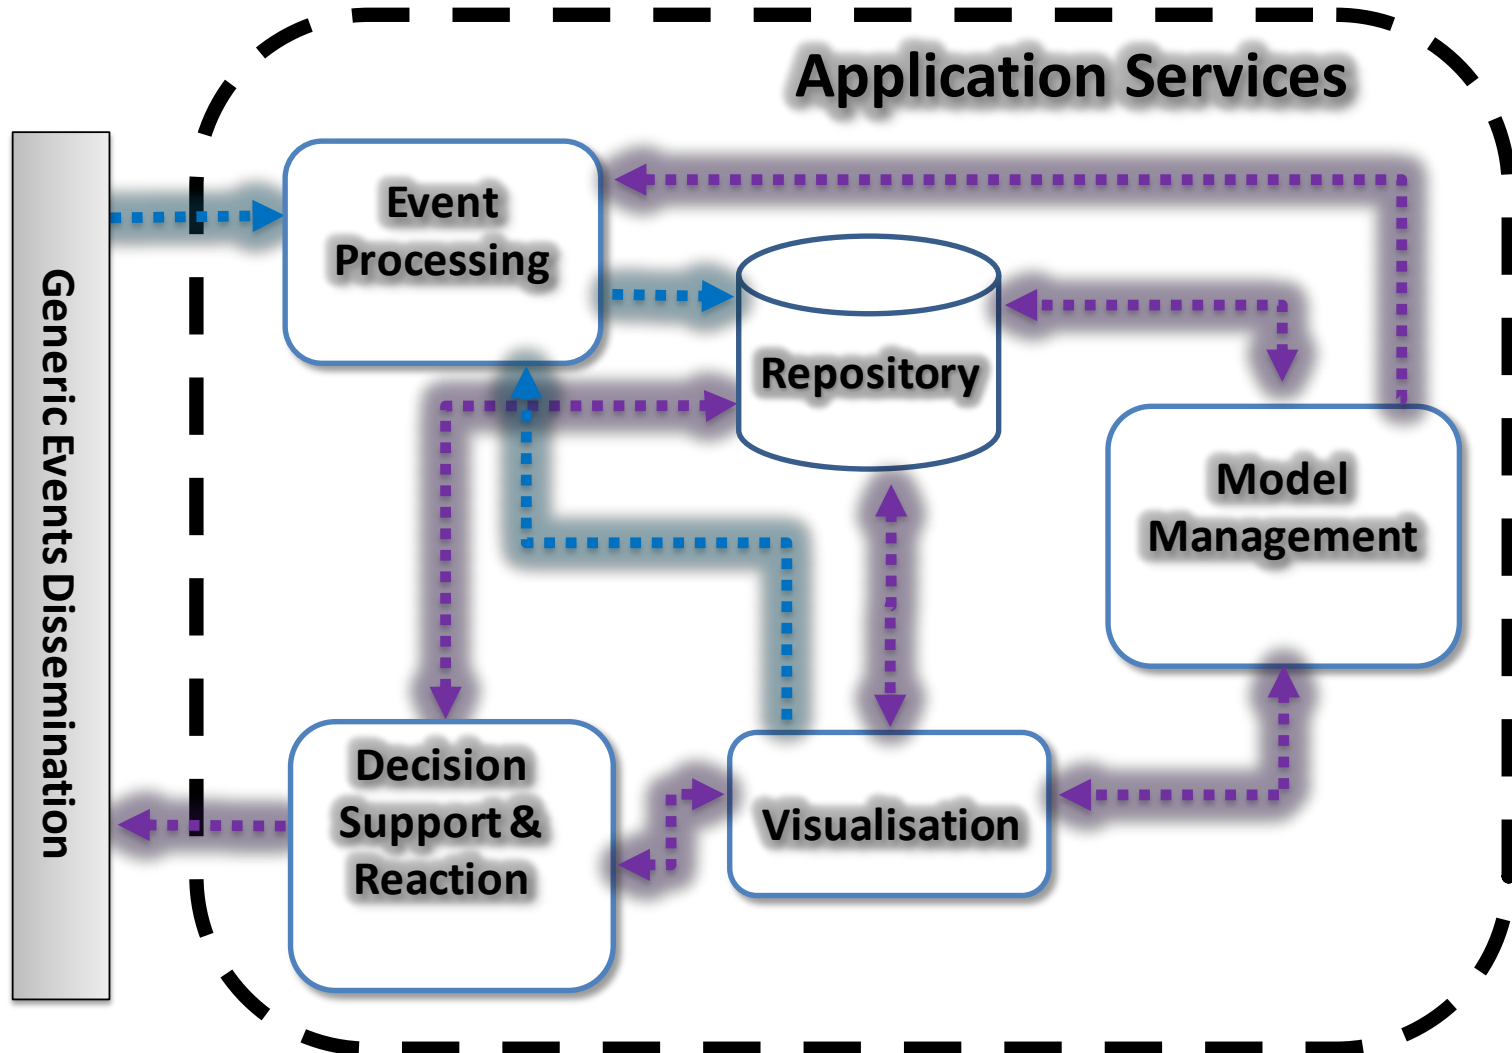 Application Services
Generic Events Dissemination
Event
Processing
Repository
Model
Management
Decision
Support &
Reaction
Visualisation